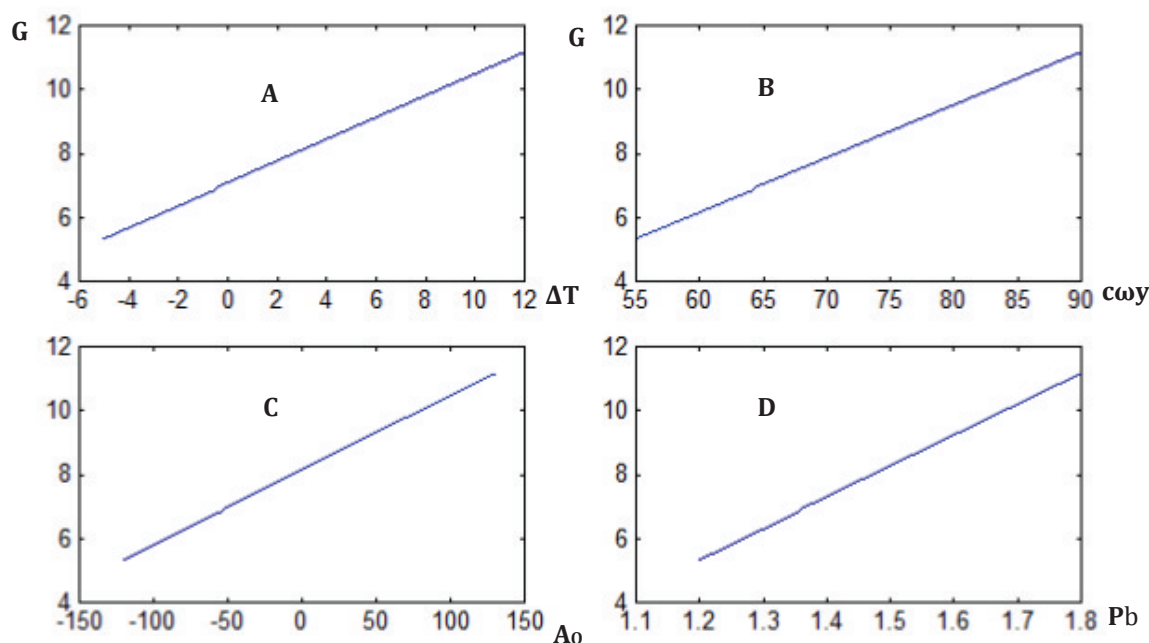 G 12 10 8 6 4
A
-6 -4 -2 0 2 4 6 8 10 12 ΔT
G 12 10 8 6 4
B
55 60 65 70 75 80 85 90 cωy
12 10 8 6 4
C
-150 -100 -50 0 50 100 150
Ao
12 10 8 6 4
D
1.1 1.2 1.3 1.4 1.5 1.6 1.7 1.8 Pb